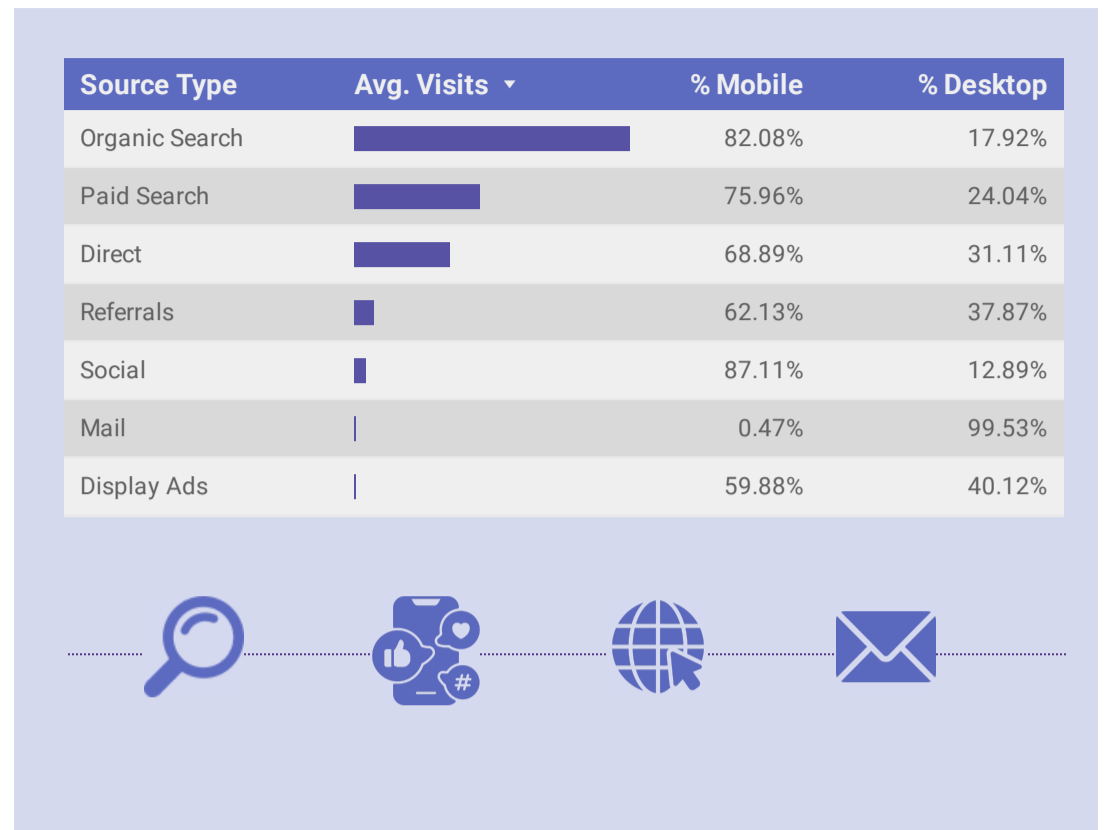 Source Type Avg. Visits % Mobile % Desktop
Organic Search 82.08% 17.92%
Paid Search 75.96% 24.04%
Direct 68.89% 31.11%
Referrals 62.13% 37.87%
Social 87.11% 12.89%
Mail 0.47% 99.53%
Display Ads 59.88% 40.12%
#